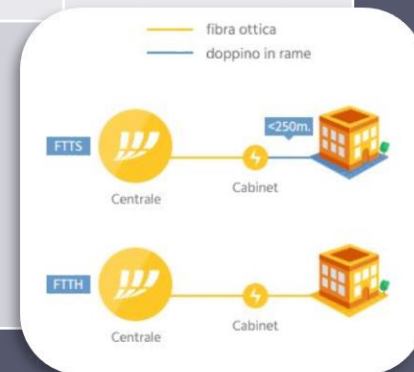 fibra ottica
doppino in rame
<250m.
FTTS
Centrale
Cabinet
FTTH
Centrale
Cabinet